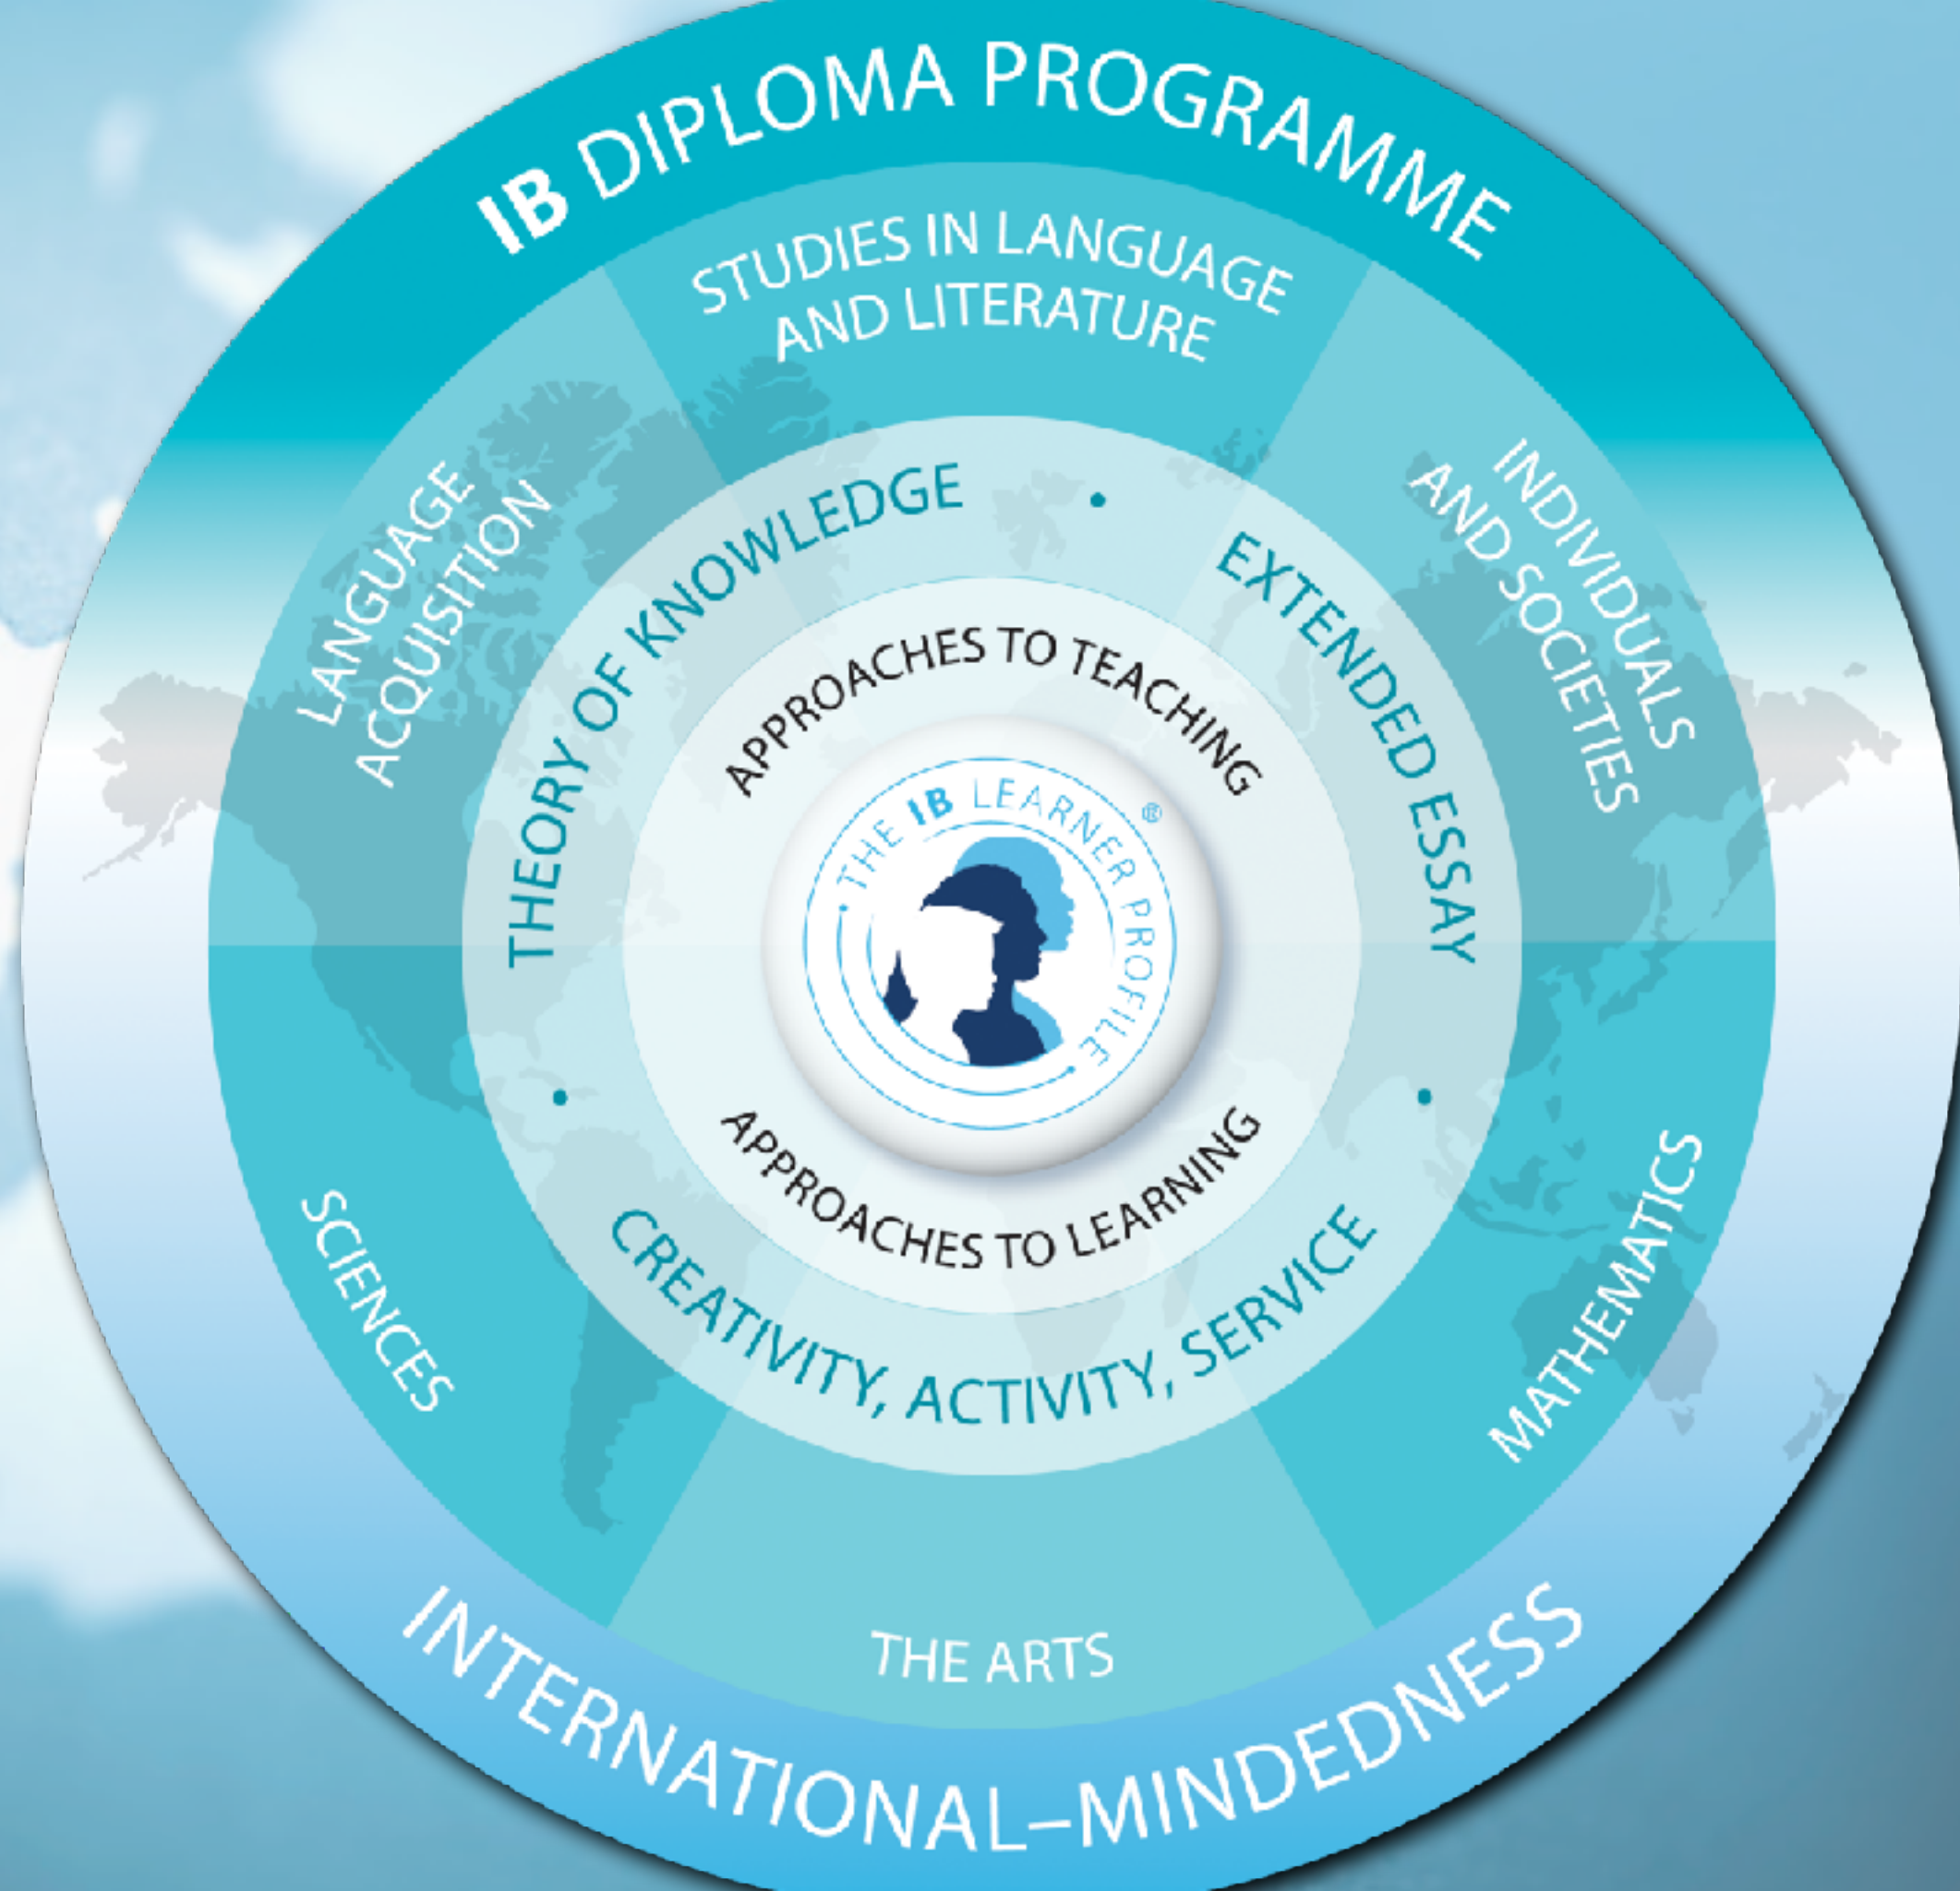 IB DIPLOMA PROGRAMME
STUDIES IN LANGUAGE
AND LITERATURE
LANGUAGE
ACQUISITION
INDIVIDUALS
AND SOCIETIES
THEORY OF KNOWLEDGE
•
EXTENDED ESSAY
APPROACHES TO TEACHING
• THE IB LEARNER PROFILE • ®
APPROACHES TO LEARNING
•
CREATIVITY, ACTIVITY, SERVICE
•
SCIENCES
MATHEMATICS
THE ARTS
INTERNATIONAL–MINDEDNESS